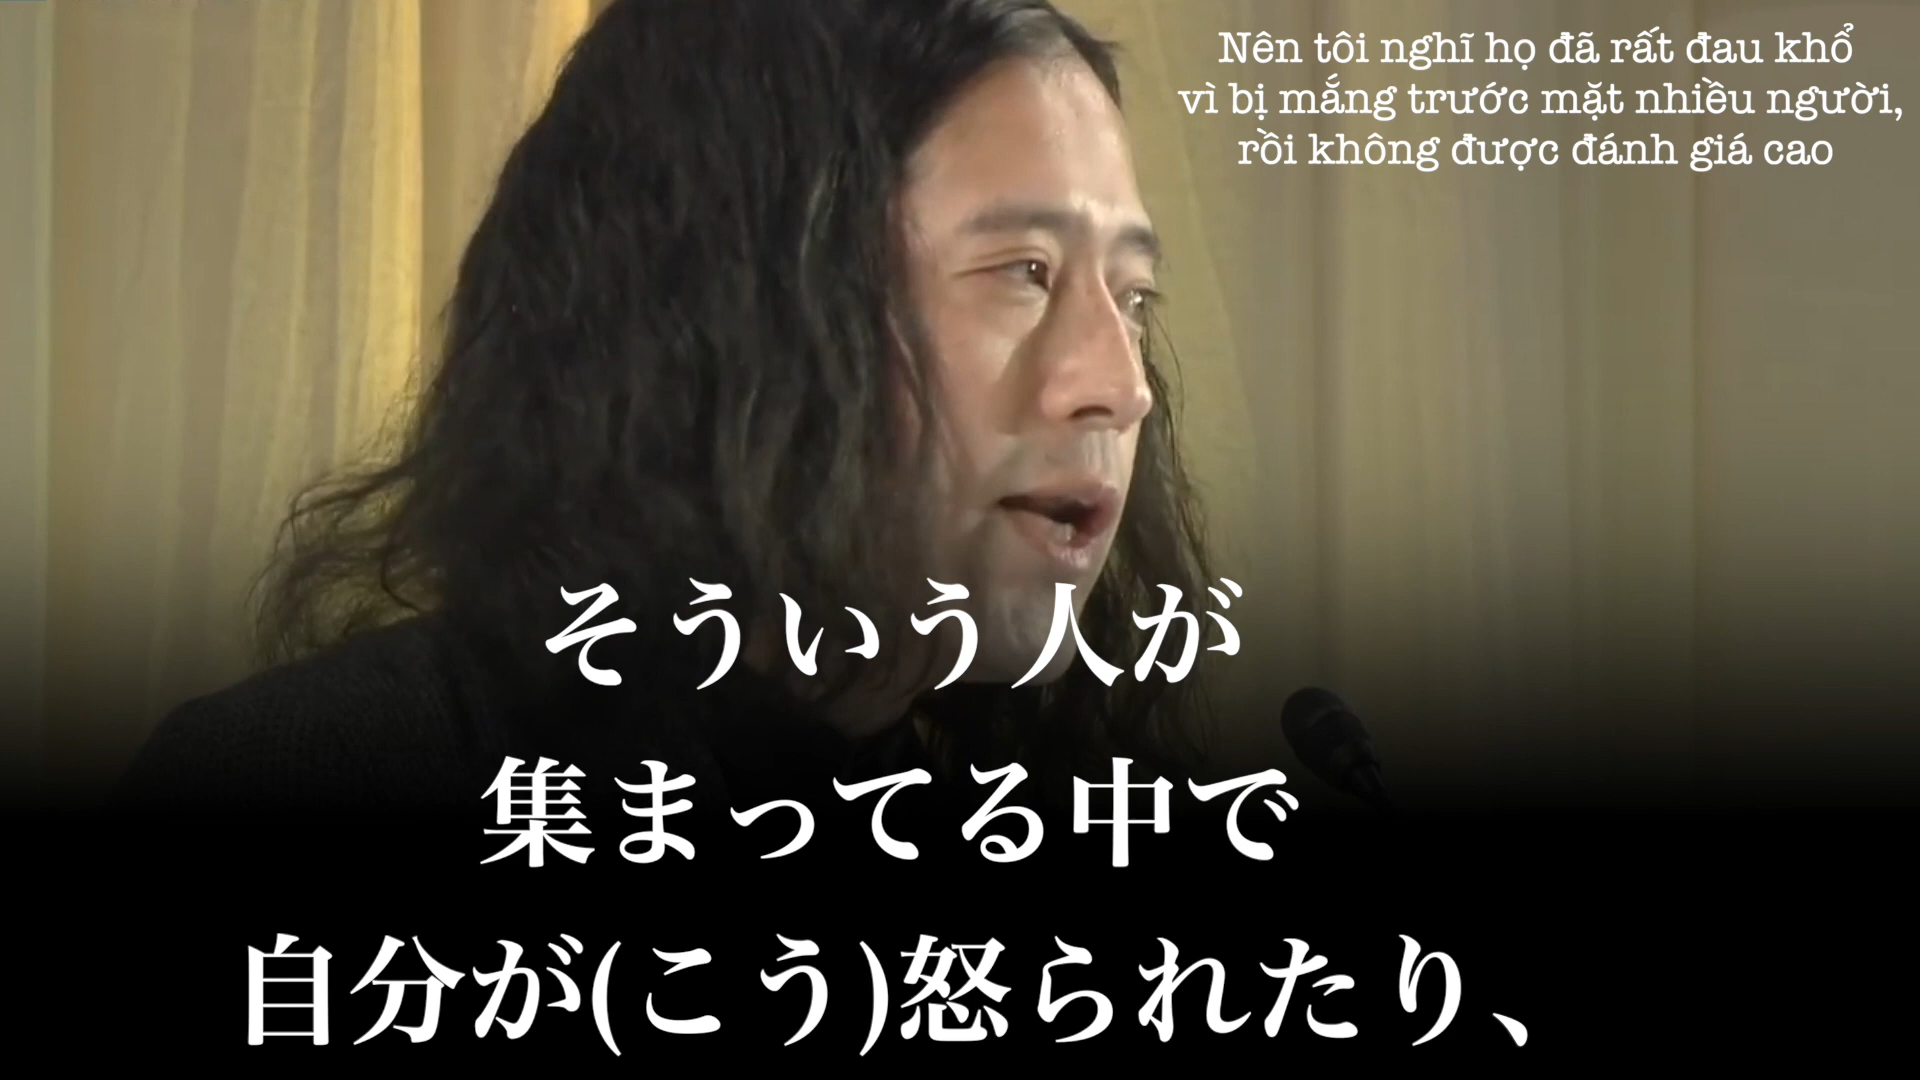 Nên tôi nghĩ họ đã rất đau khổ
vì bị mắng trước mặt nhiều người,
rồi không được đánh giá cao
そういう人が
集まってる中で
自分が(こう)怒られたり、